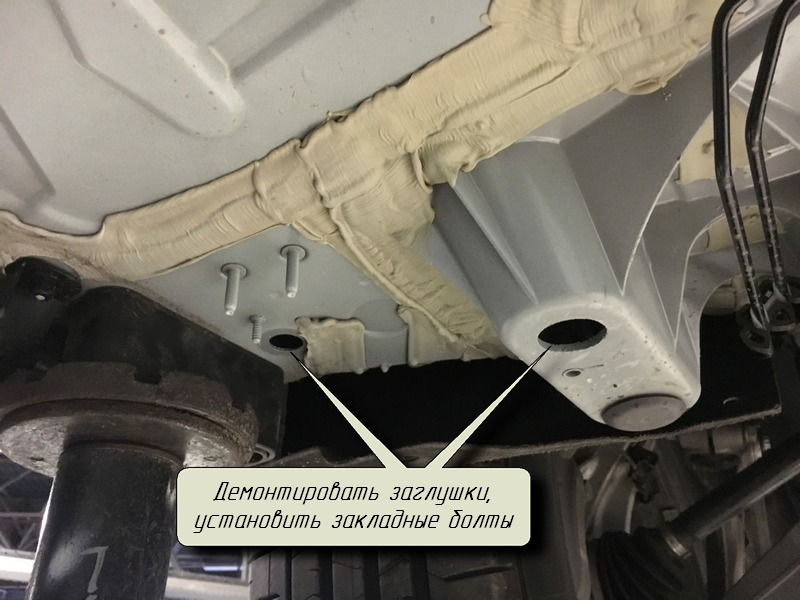 Демонтировать заглушки,
установить закладные болты